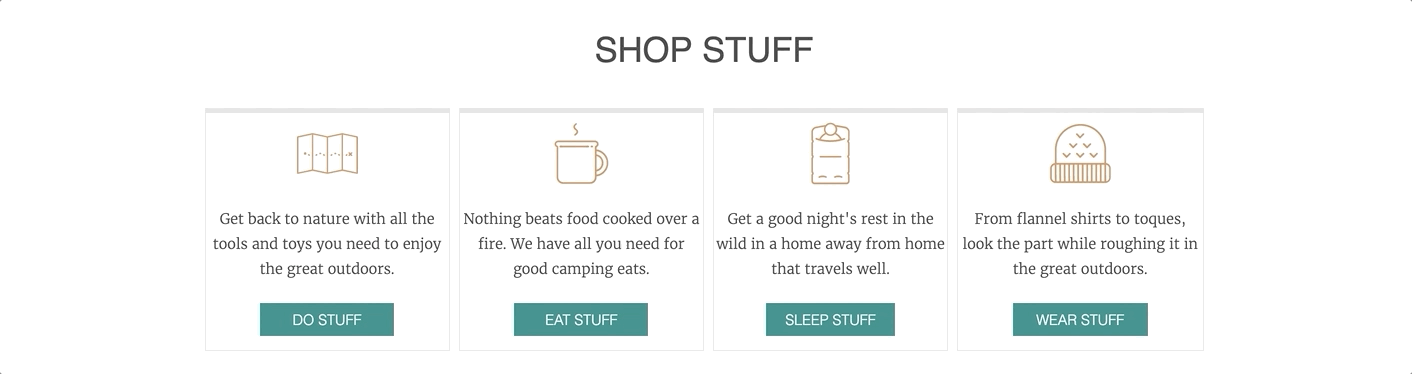 SHOP STUFF
Get back to nature with all the
tools and toys you need to enjoy
the great outdoors.
DO STUFF
Nothing beats food cooked over a
fire. We have all you need for
good camping eats.
EAT STUFF
Get a good night's rest in the
wild in a home away from home
that travels well.
SLEEP STUFF
From flannel shirts to toques,
look the part while roughing it in
the great outdoors.
WEAR STUFF